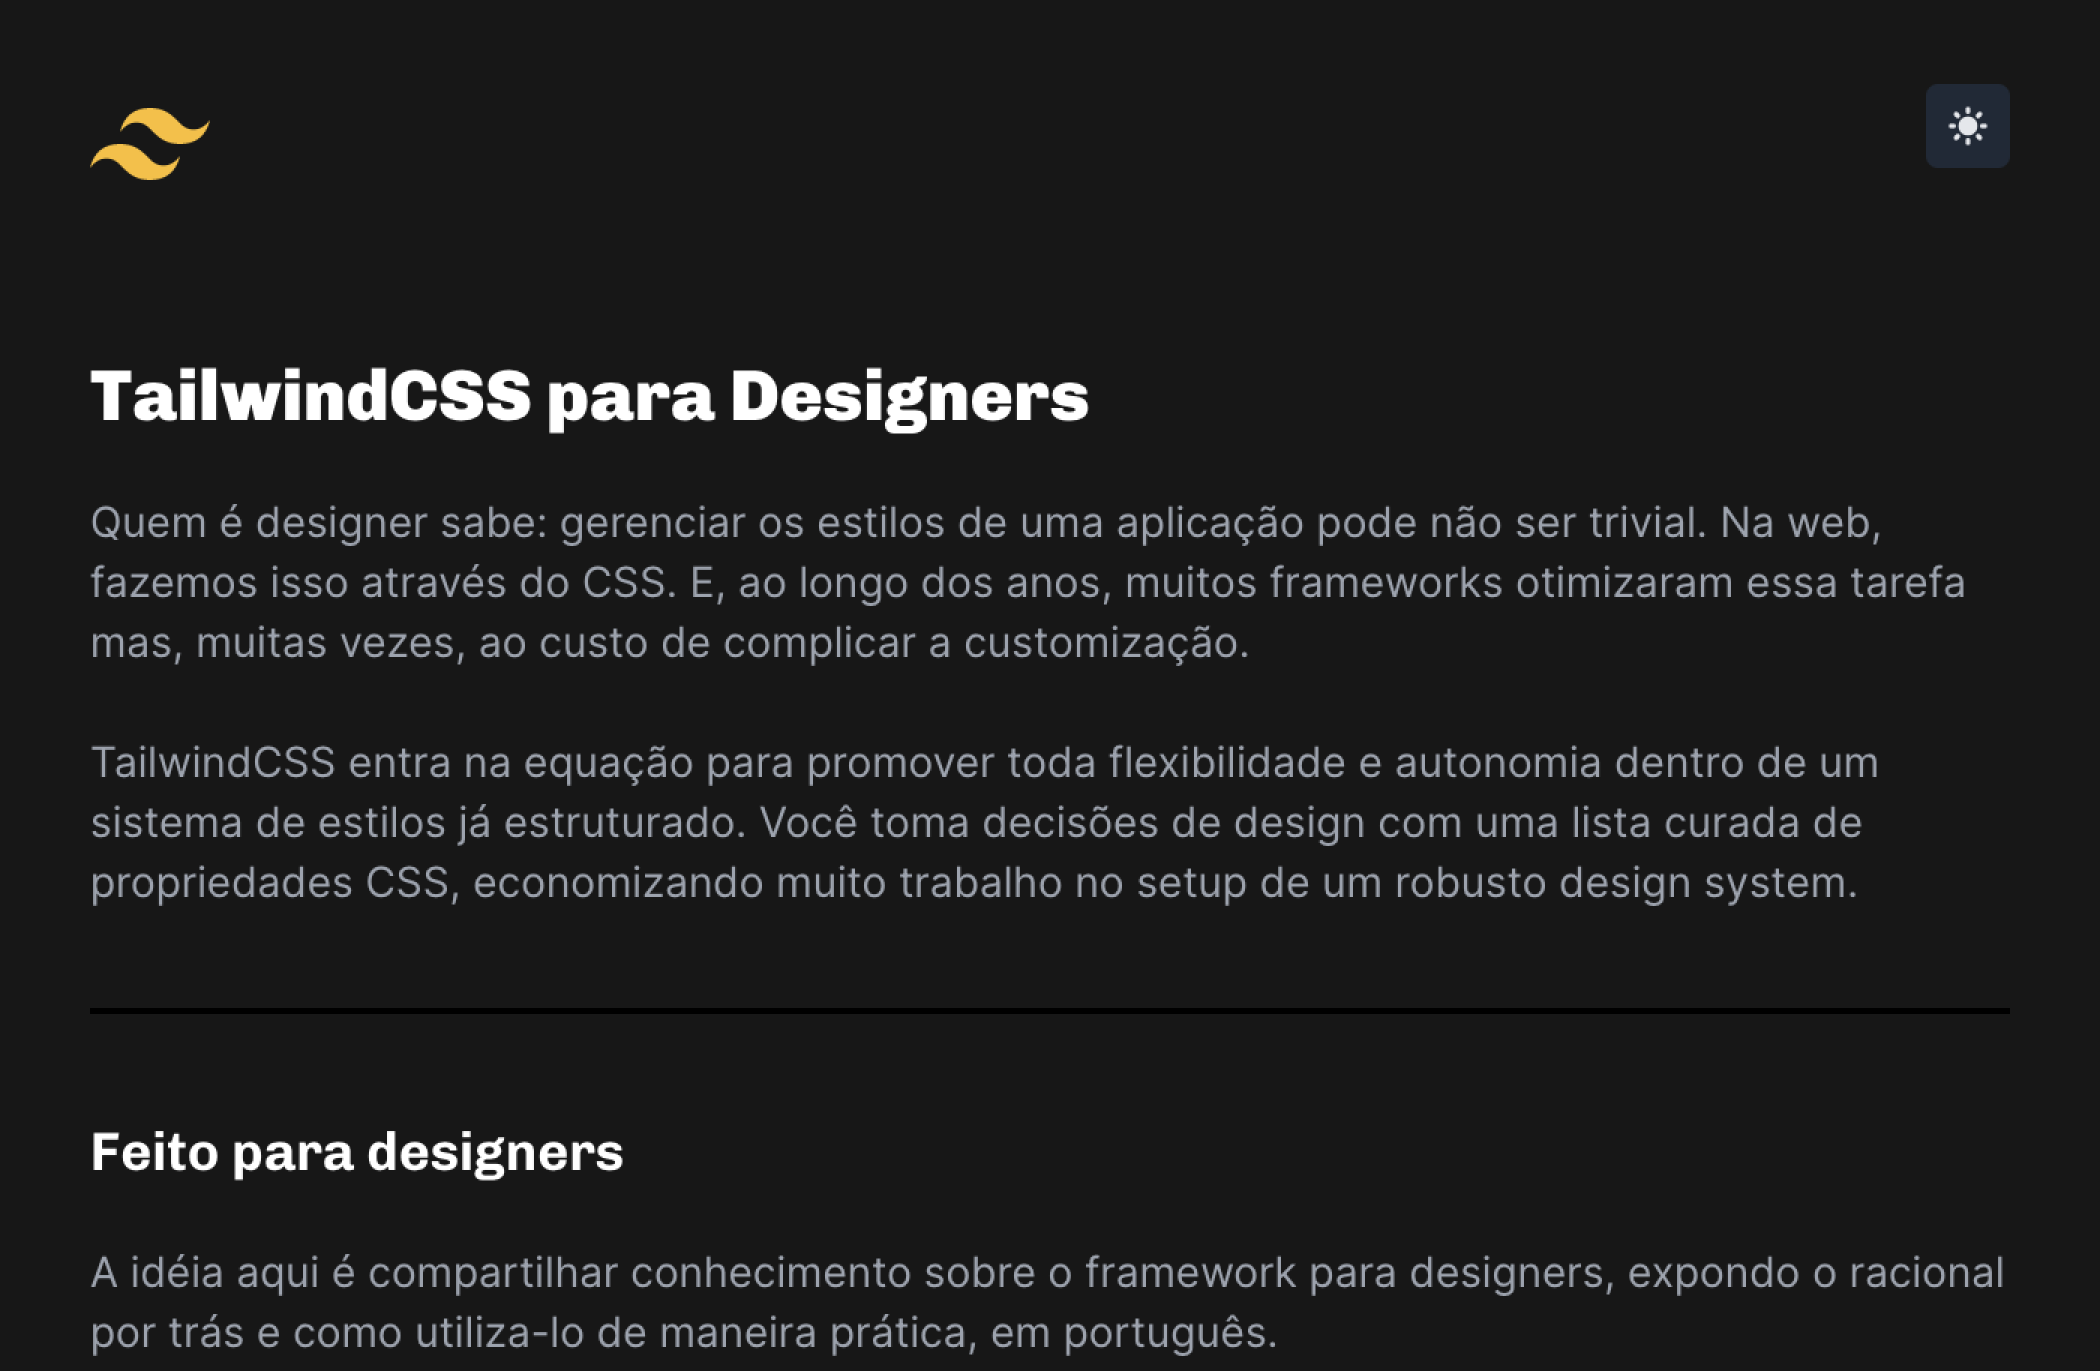 TailwindCSS para Designers
Quem é designer sabe: gerenciar os estilos de uma aplicação pode não ser trivial. Na web,
fazemos isso através do CSS. E, ao longo dos anos, muitos frameworks otimizaram essa tarefa
mas, muitas vezes, ao custo de complicar a customização.
TailwindCSS entra na equação para promover toda flexibilidade e autonomia dentro de um
sistema de estilos já estruturado. Você toma decisões de design com uma lista curada de
propriedades CSS, economizando muito trabalho no setup de um robusto design system.
Feito para designers
A idéia aqui é compartilhar conhecimento sobre o framework para designers, expondo o racional
por trás e como utiliza-lo de maneira prática, em português.